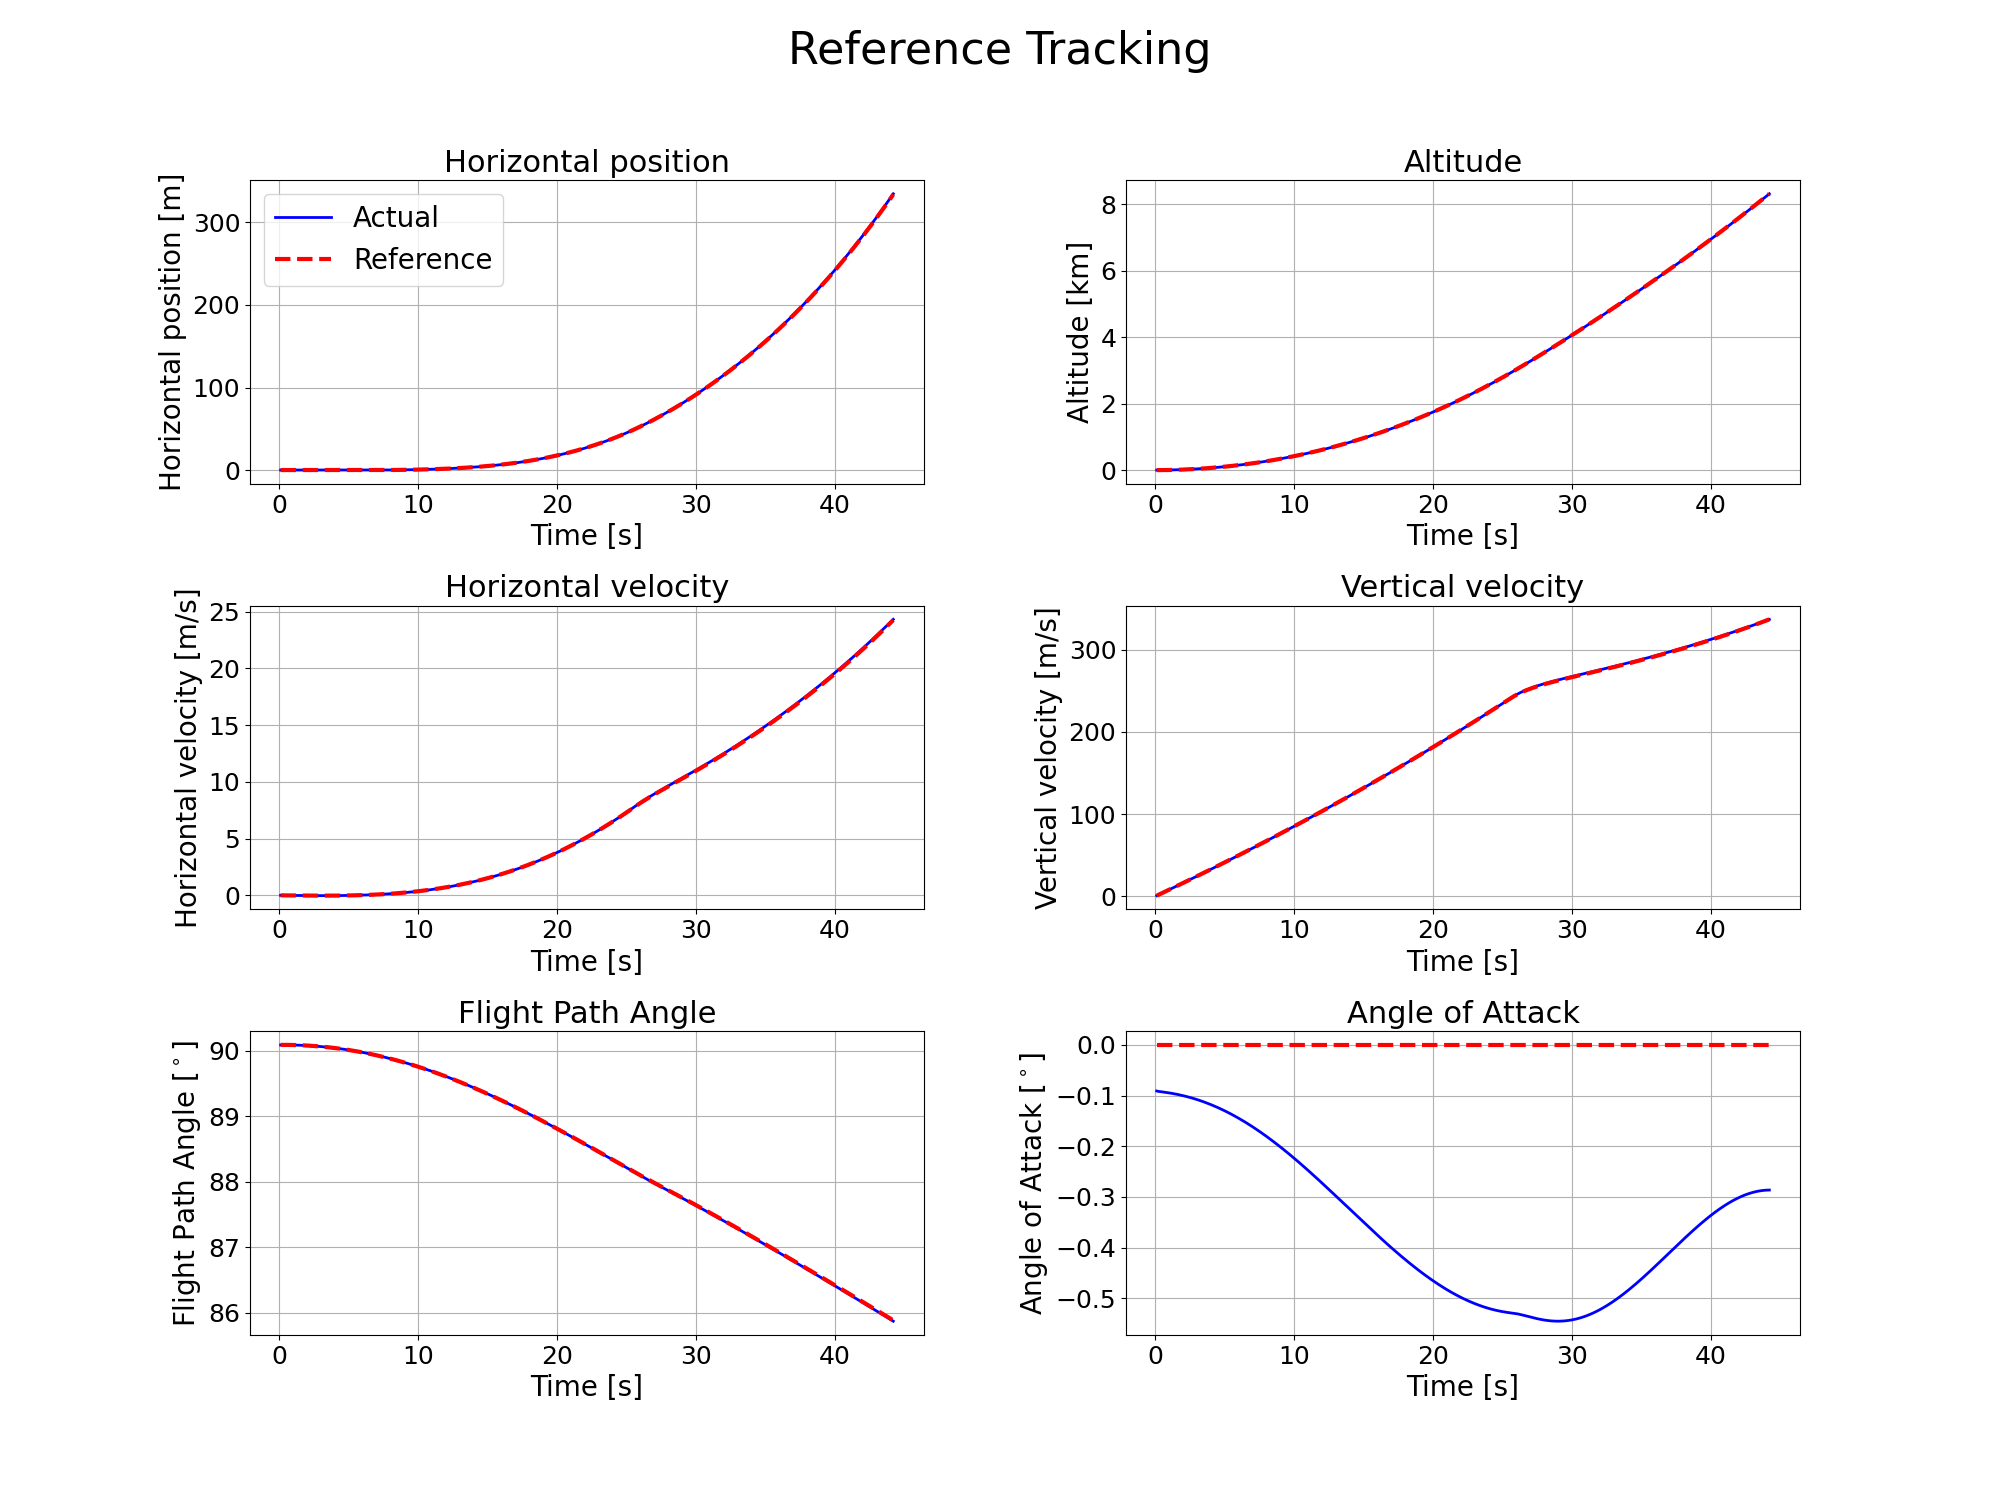 Reference Tracking
Horizontal position
Horizontal position [m]
300
200
100
0
Actual
Reference
0 10 20 30 40
Time [s]
Altitude
Altitude [km]
8
6
4
2
0
0 10 20 30 40
Time [s]
Horizontal velocity
Horizontal velocity [m/s]
25
20
15
10
5
0
0 10 20 30 40
Time [s]
Vertical velocity
Vertical velocity [m/s]
300
200
100
0
0 10 20 30 40
Time [s]
Flight Path Angle
Flight Path Angle [°]
90
89
88
87
86
0 10 20 30 40
Time [s]
Angle of Attack
Angle of Attack [°]
0.0
−0.1
−0.2
−0.3
−0.4
−0.5
0 10 20 30 40
Time [s]